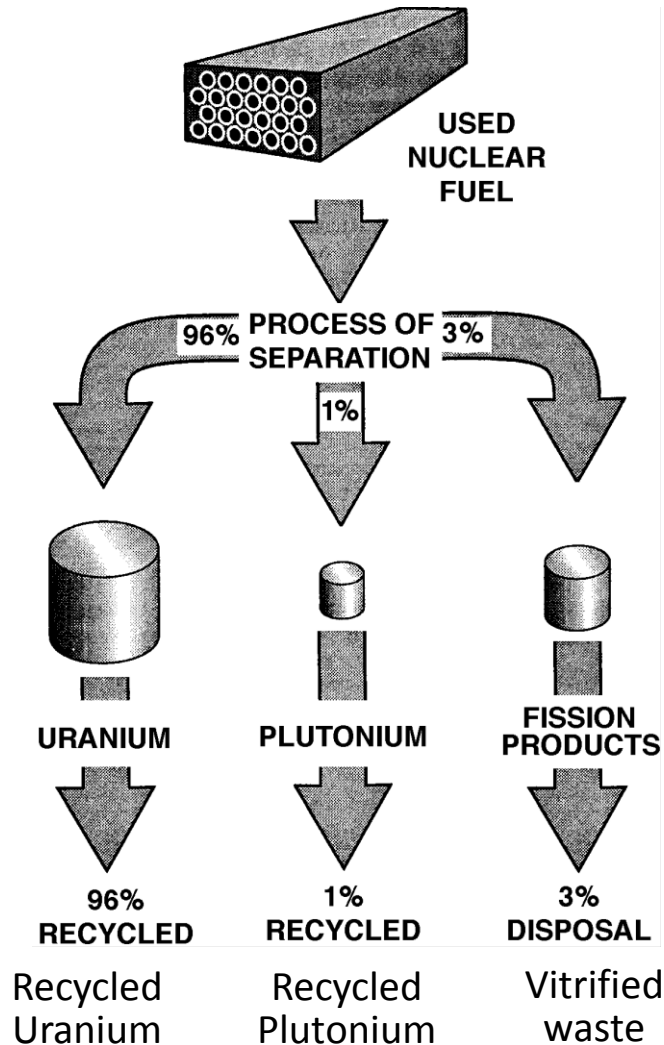 USED
NUCLEAR
FUEL
96%
PROCESS OF
SEPARATION
3%
1%
URANIUM
PLUTONIUM
FISSION
PRODUCTS
96%
RECYCLED
1%
RECYCLED
3%
DISPOSAL
Recycled
Uranium
Recycled
Plutonium
Vitrified
waste